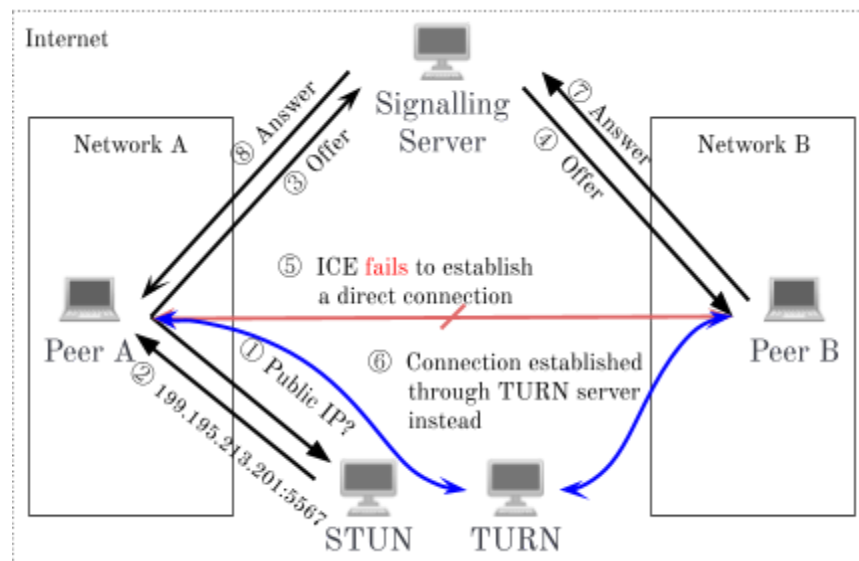 Internet
Signalling
Server
Network A
Network B
⑧ Answer
③ Offer
⑦ Answer
④ Offer
⑤ ICE fails to establish
a direct connection
Peer A
Peer B
① Public IP?
② 199.195.213.201:5567
⑥ Connection established
through TURN server
instead
STUN
TURN